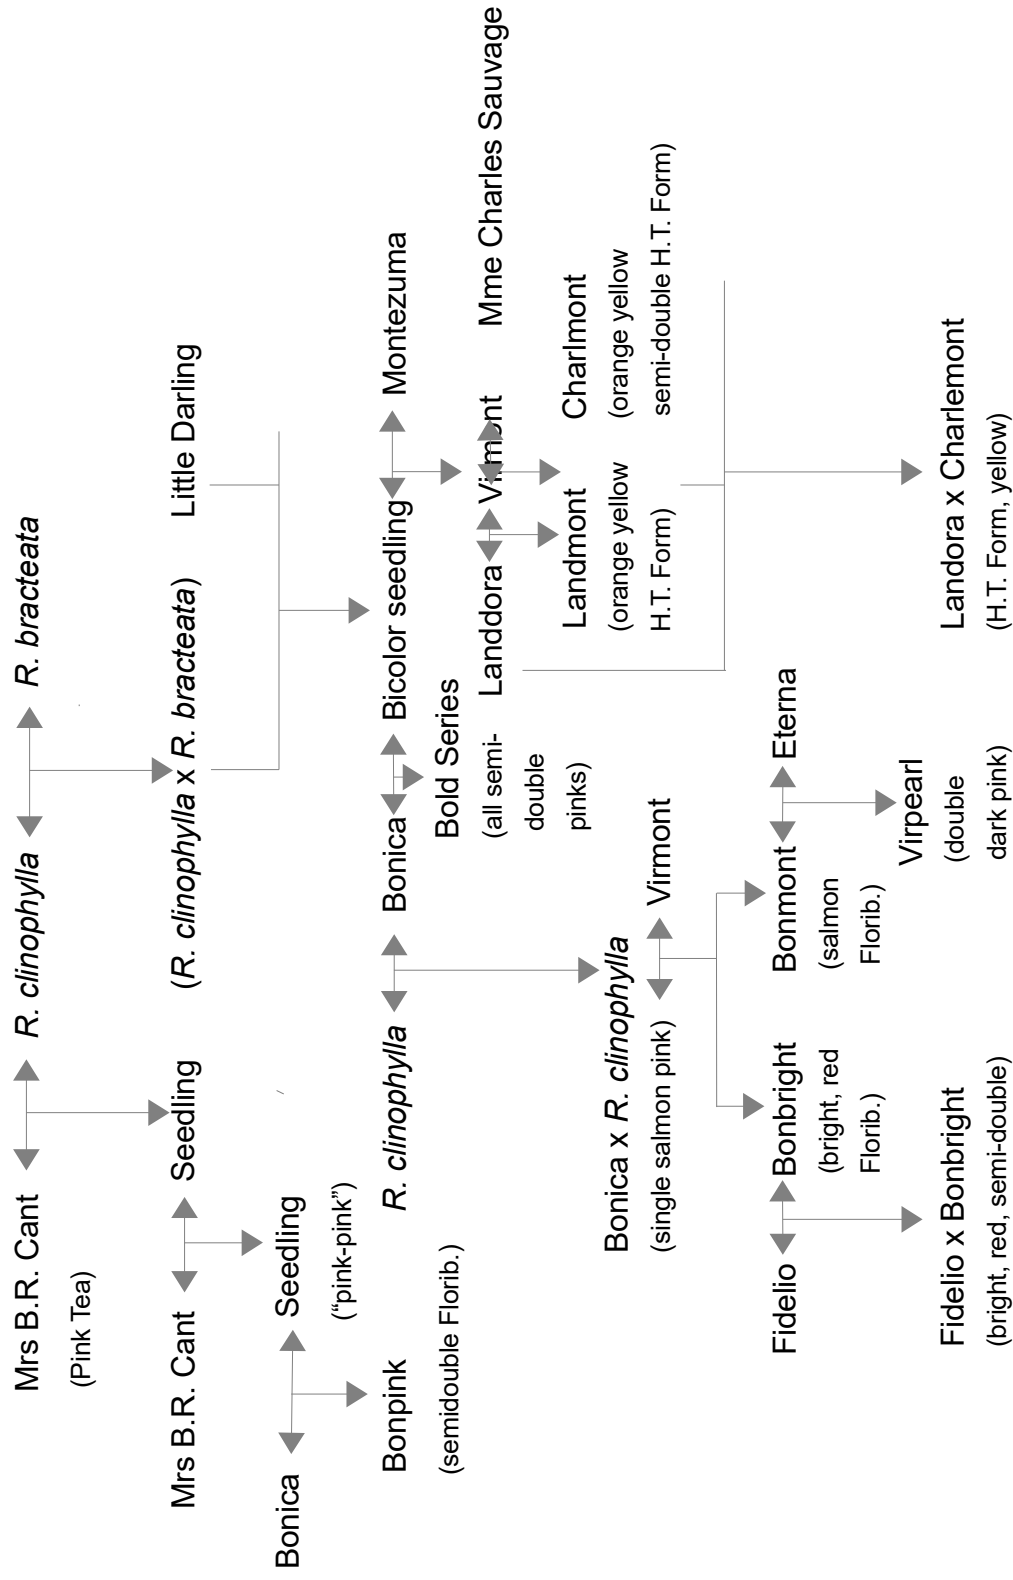 Mrs B.R. Cant
(Pink Tea)
R. clinophylla
R. bracteata
Mrs B.R. Cant
Seedling
(R. clinophylla x R. bracteata)
Little Darling
Bonica
Seedling
("pink-pink")
Bonpink
(semidouble Florib.)
R. clinophylla
Bonica
Bicolor seedling
Montezuma
Bold Series
(all semi-
double
pinks)
Landdora
Virmont
Mme Charles Sauvage
Landmont
(orange yellow
H.T. Form)
Charlmont
(orange yellow
semi-double H.T. Form)
Bonica x R. clinophylla
(single salmon pink)
Virmont
Fidelio
Bonbright
(bright, red
Florib.)
Bonmont
(salmon
Florib.)
Eterna
Virpearl
(double
dark pink)
Fidelio x Bonbright
(bright, red, semi-double)
Landora x Charlemont
(H.T. Form, yellow)